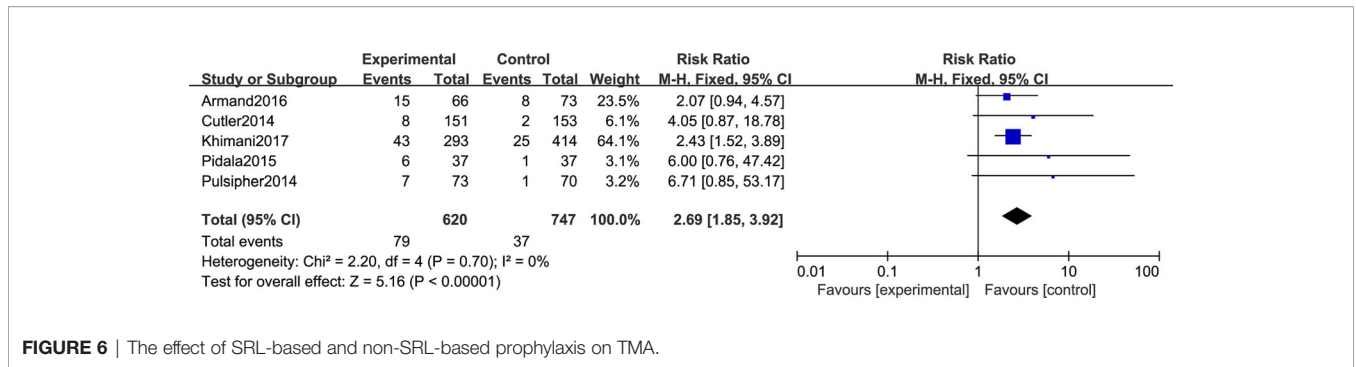 Experimental Control Risk Ratio Risk Ratio
Study or Subgroup Events Total Events Total Weight M-H, Fixed, 95% CI M-H, Fixed, 95% CI
Armand2016 15 66 8 73 23.5% 2.07 [0.94, 4.57]
Cutler2014 8 151 2 153 6.1% 4.05 [0.87, 18.78]
Khimani2017 43 293 25 414 64.1% 2.43 [1.52, 3.89]
Pidala2015 6 37 1 37 3.1% 6.00 [0.76, 47.42]
Pulsipher2014 7 73 1 70 3.2% 6.71 [0.85, 53.17]
Total (95% CI) 620 747 100.0% 2.69 [1.85, 3.92]
Total events 79 37
Heterogeneity: Chi² = 2.20, df = 4 (P = 0.70); I² = 0%
Test for overall effect: Z = 5.16 (P < 0.00001)
0.01 0.1 1 10 100
Favours [experimental] Favours [control]
FIGURE 6 | The effect of SRL-based and non-SRL-based prophylaxis on TMA.